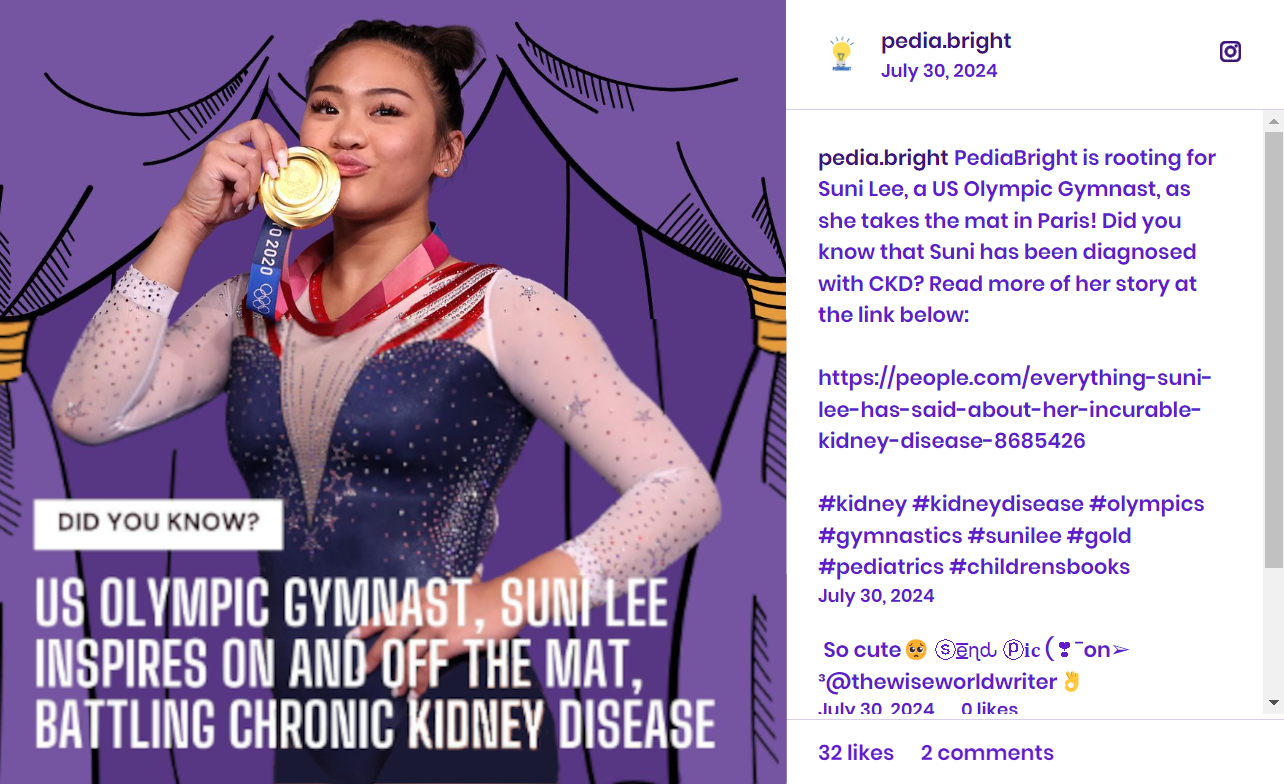 O 2020
DID YOU KNOW?
US OLYMPIC GYMNAST, SUNI LEE
INSPIRES ON AND OFF THE MAT,
BATTLING CHRONIC KIDNEY DISEASE
pedia.bright
July 30, 2024
pedia.bright PediaBright is rooting for
Suni Lee, a US Olympic Gymnast, as
she takes the mat in Paris! Did you
know that Suni has been diagnosed
with CKD? Read more of her story at
the link below:
https://people.com/everything-suni-
lee-has-said-about-her-incurable-
kidney-disease-8685426
#kidney #kidneydisease #olympics
#gymnastics #sunilee #gold
#pediatrics #childrensbooks
July 30, 2024
So cute🥺 ⓢe̲̅ղԃ ⓟ𝐢𝐜 (❣¯on➢
³@thewiseworldwriter👌
July 30, 2024 0 likes
32 likes 2 comments